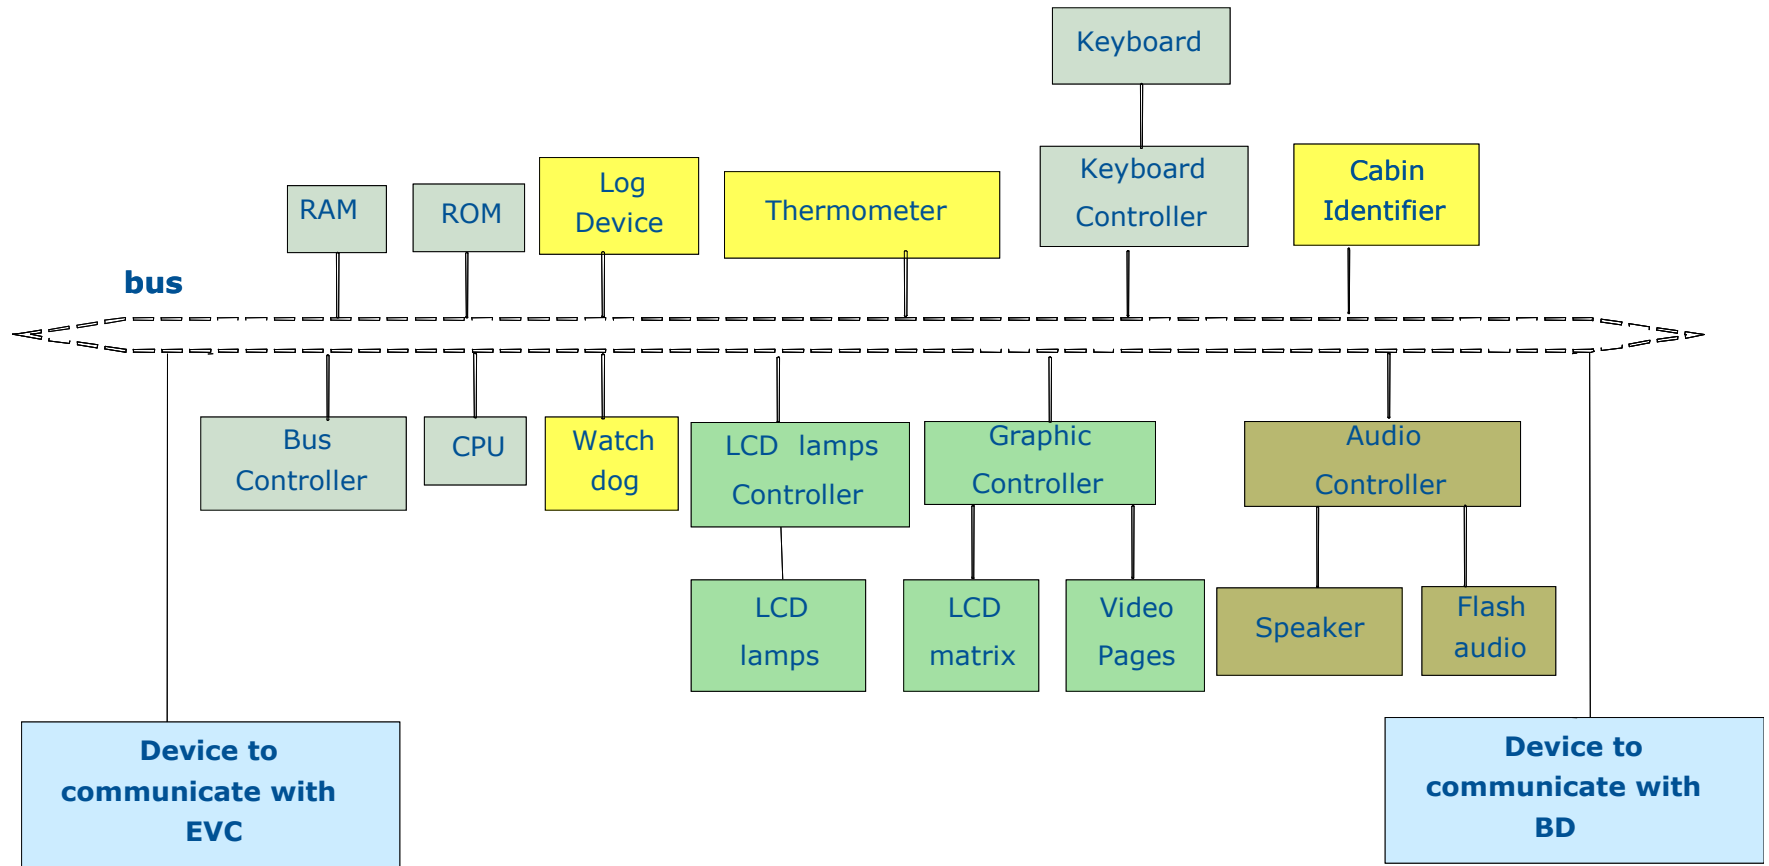 Keyboard
Keyboard
Controller
Cabin
Identifier
Log
Device
Thermometer
RAM
ROM
bus
Bus
Controller
CPU
Watch
dog
LCD lamps
Controller
Graphic
Controller
Audio
Controller
LCD
lamps
LCD
matrix
Video
Pages
Speaker
Flash
audio
Device to
communicate with
EVC
Device to
communicate with
BD